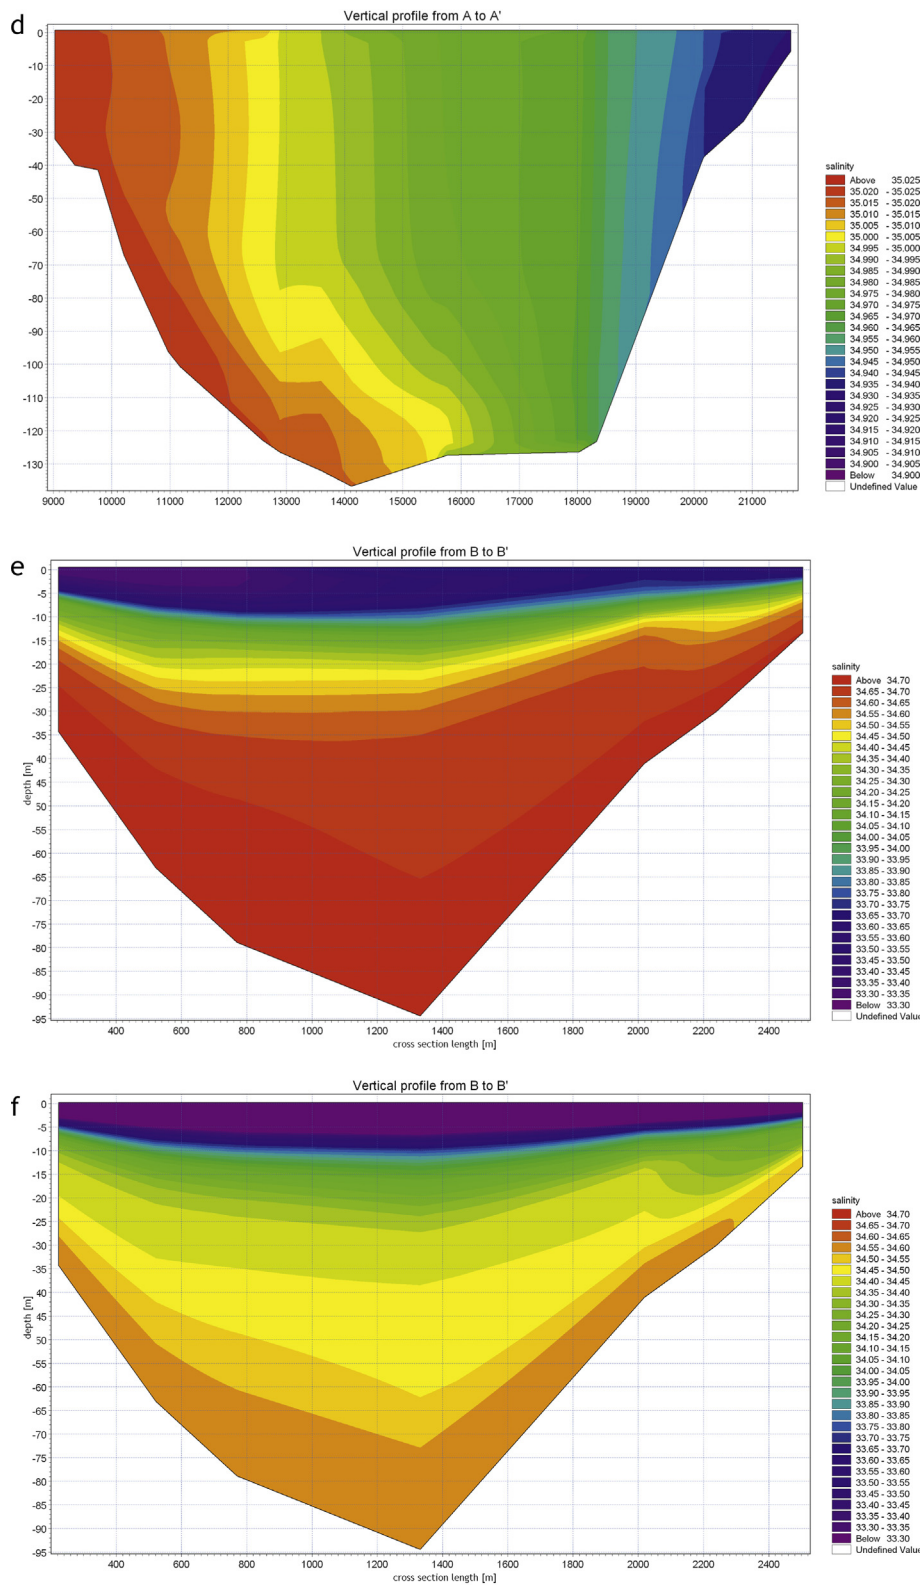 d
Vertical profile from A to A'
0
-10
-20
-30
-40
-50
-60
-70
-80
-90
-100
-110
-120
-130
9000 10000 11000 12000 13000 14000 15000 16000 17000 18000 19000 20000 21000
salinity
Above 35.025
35.020 - 35.025
35.015 - 35.020
35.010 - 35.015
35.005 - 35.010
35.000 - 35.005
34.995 - 35.000
34.990 - 34.995
34.985 - 34.990
34.980 - 34.985
34.975 - 34.980
34.970 - 34.975
34.965 - 34.970
34.960 - 34.965
34.955 - 34.960
34.950 - 34.955
34.945 - 34.950
34.940 - 34.945
34.935 - 34.940
34.930 - 34.935
34.925 - 34.930
34.920 - 34.925
34.915 - 34.920
34.910 - 34.915
34.905 - 34.910
34.900 - 34.905
Below 34.900
Undefined Value
e
Vertical profile from B to B'
0
-5
-10
-15
-20
-25
-30
-35
-40
-45
-50
-55
-60
-65
-70
-75
-80
-85
-90
-95
depth [m]
400 600 800 1000 1200 1400 1600 1800 2000 2200 2400
cross section length [m]
salinity
Above 34.70
34.65 - 34.70
34.60 - 34.65
34.55 - 34.60
34.50 - 34.55
34.45 - 34.50
34.40 - 34.45
34.35 - 34.40
34.30 - 34.35
34.25 - 34.30
34.20 - 34.25
34.15 - 34.20
34.10 - 34.15
34.05 - 34.10
34.00 - 34.05
33.95 - 34.00
33.90 - 33.95
33.85 - 33.90
33.80 - 33.85
33.75 - 33.80
33.70 - 33.75
33.65 - 33.70
33.60 - 33.65
33.55 - 33.60
33.50 - 33.55
33.45 - 33.50
33.40 - 33.45
33.35 - 33.40
33.30 - 33.35
Below 33.30
Undefined Value
f
Vertical profile from B to B'
0
-5
-10
-15
-20
-25
-30
-35
-40
-45
-50
-55
-60
-65
-70
-75
-80
-85
-90
-95
depth [m]
400 600 800 1000 1200 1400 1600 1800 2000 2200 2400
cross section length [m]
salinity
Above 34.70
34.65 - 34.70
34.60 - 34.65
34.55 - 34.60
34.50 - 34.55
34.45 - 34.50
34.40 - 34.45
34.35 - 34.40
34.30 - 34.35
34.25 - 34.30
34.20 - 34.25
34.15 - 34.20
34.10 - 34.15
34.05 - 34.10
34.00 - 34.05
33.95 - 34.00
33.90 - 33.95
33.85 - 33.90
33.80 - 33.85
33.75 - 33.80
33.70 - 33.75
33.65 - 33.70
33.60 - 33.65
33.55 - 33.60
33.50 - 33.55
33.45 - 33.50
33.40 - 33.45
33.35 - 33.40
33.30 - 33.35
Below 33.30
Undefined Value